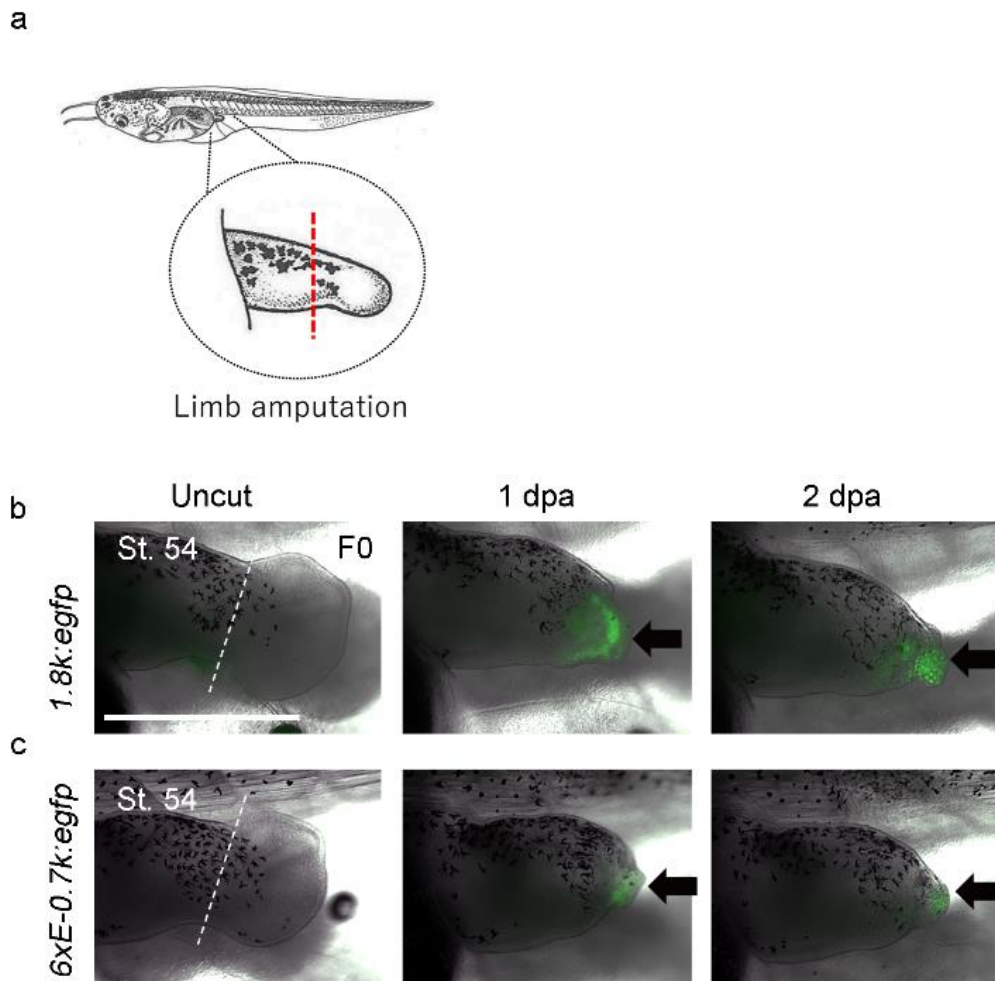 a
Limb amputation
Uncut 1 dpa 2 dpa
b
St. 54 F0
1.8k:egfp
c
St. 54
6xE-0.7k:egfp